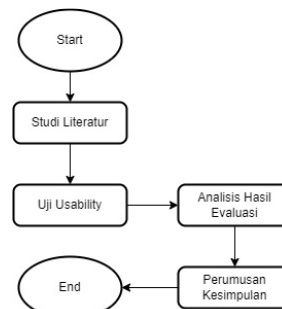 Start
Studi Literatur
Uji Usability
Analisis Hasil
Evaluasi
Perumusan
Kesimpulan
End